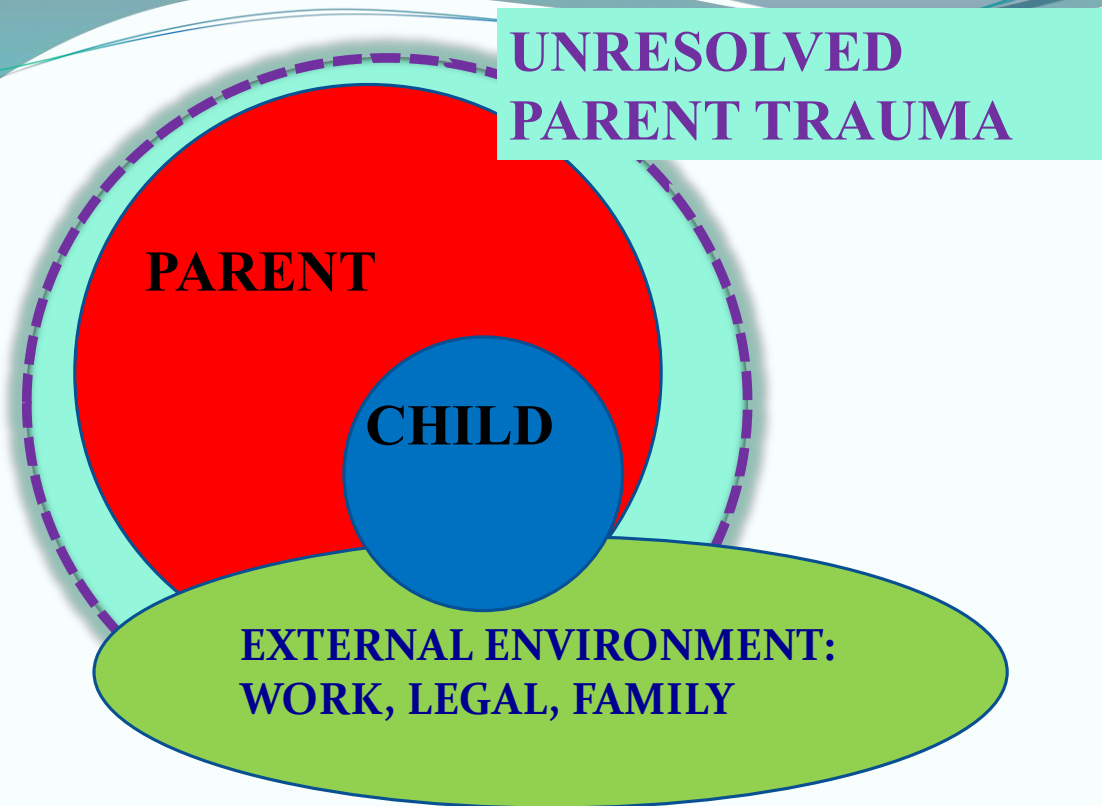 UNRESOLVED
PARENT TRAUMA
PARENT
CHILD
EXTERNAL ENVIRONMENT:
WORK, LEGAL, FAMILY